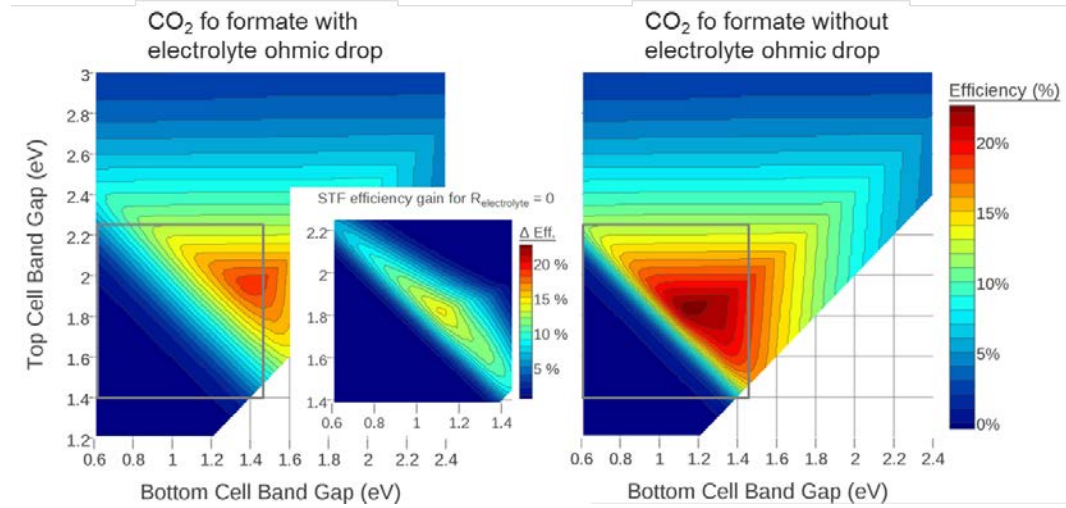 CO₂ fo formate with
electrolyte ohmic drop
CO₂ fo formate without
electrolyte ohmic drop
Top Cell Band Gap (eV)
3
2.8
2.6
2.4
2.2
2
1.8
1.6
1.4
1.2
0.6 0.8 1 1.2 1.4 1.6 1.8 2 2.2 2.4
Bottom Cell Band Gap (eV)
STF efficiency gain for Relectrolyte = 0
2.2
2
1.8
1.6
1.4
0.6 0.8 1 1.2 1.4
Δ Eff.
20 %
15 %
10 %
5 %
0.6 0.8 1 1.2 1.4 1.6 1.8 2 2.2 2.4
Bottom Cell Band Gap (eV)
Efficiency (%)
20%
15%
10%
5%
0%